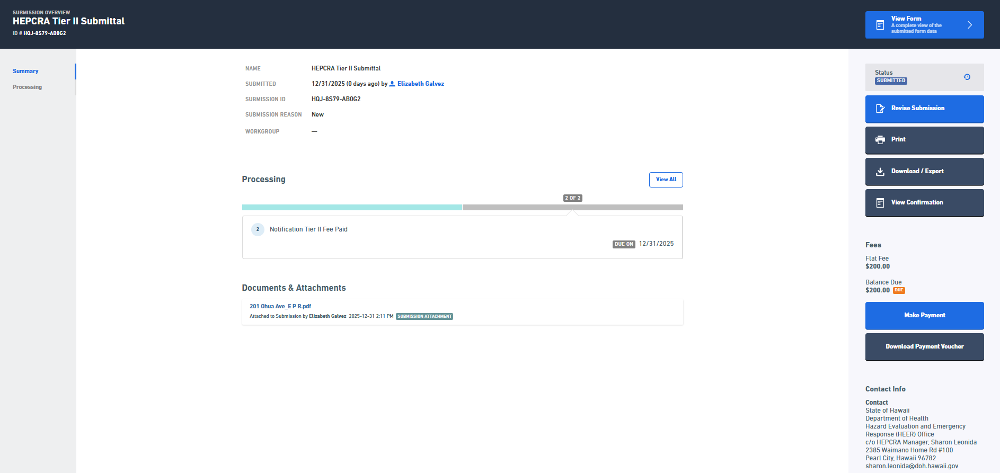 SUBMISSION OVERVIEW
HEPCRA Tier II Submittal
ID # HQJ-8S79-AB0G2
View Form
A complete view of the
submitted form data
Summary
Processing
NAME HEPCRA Tier II Submittal
SUBMITTED 12/31/2025 (0 days ago) by Elizabeth Galvez
SUBMISSION ID HQJ-8S79-AB0G2
SUBMISSION REASON New
WORKGROUP —
Processing
View All
2 OF 2
2 Notification Tier II Fee Paid
DUE ON 12/31/2025
Documents & Attachments
201 Ohua Ave_E P R.pdf
Attached to Submission by Elizabeth Galvez 2025-12-31 2:11 PM SUBMISSION ATTACHMENT
Status
SUBMITTED
Revise Submission
Print
Download / Export
View Confirmation
Fees
Flat Fee
$200.00
Balance Due
$200.00 DUE
Make Payment
Download Payment Voucher
Contact Info
Contact
State of Hawaii
Department of Health
Hazard Evaluation and Emergency
Response (HEER) Office
c/o HEPCRA Manager, Sharon Leonida
2385 Waimano Home Rd #100
Pearl City, Hawaii 96782
sharon.leonida@doh.hawaii.gov